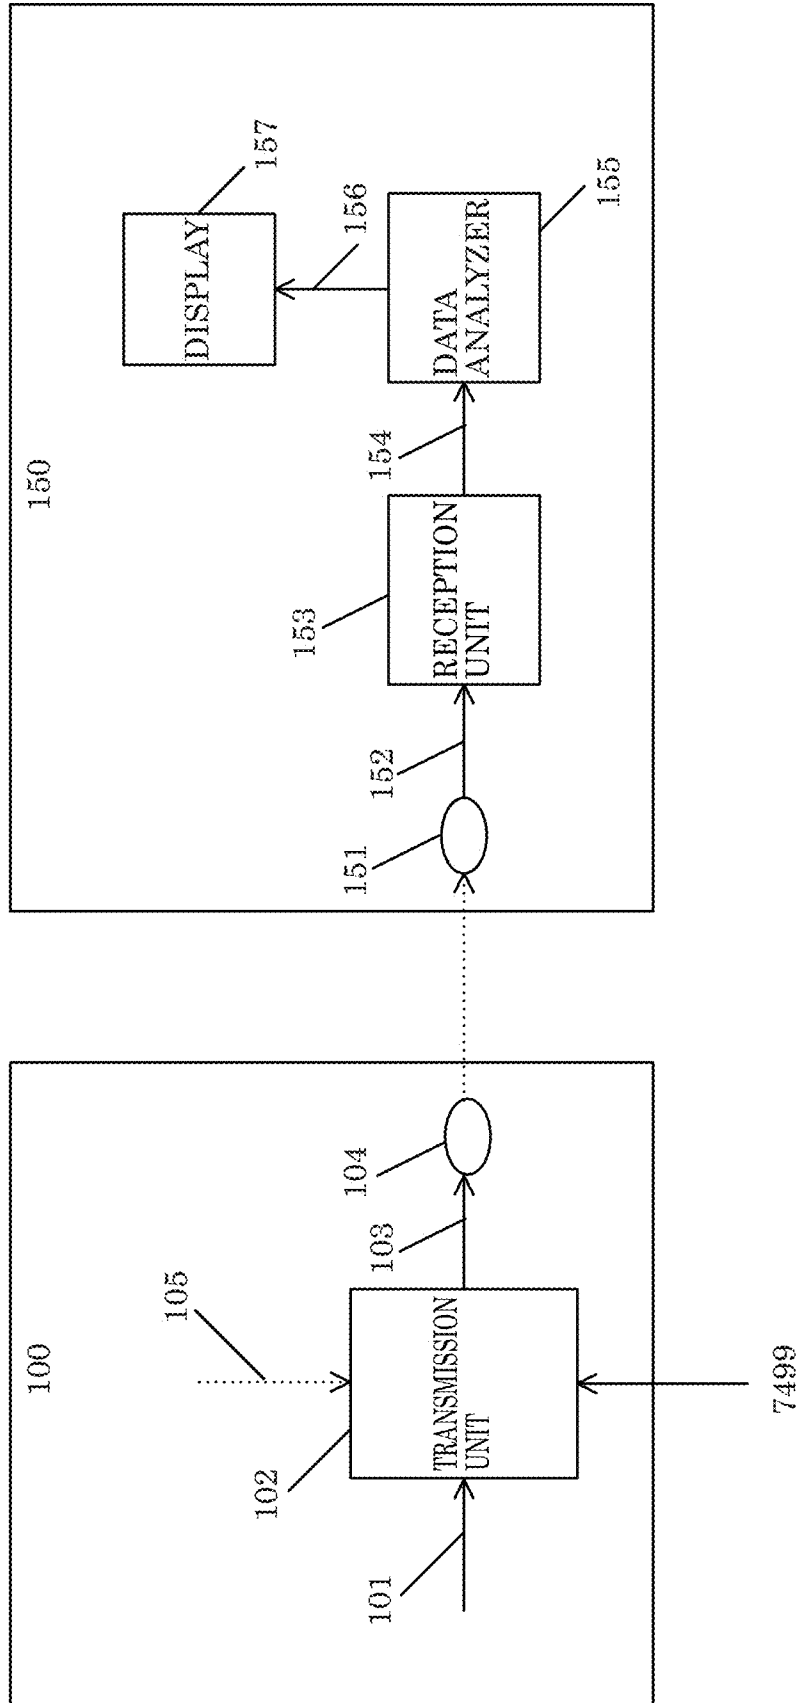 100
105
102
TRANSMISSION
UNIT
101
103
104
7499
150
151
152
153
RECEPTION
UNIT
154
DATA
ANALYZER
155
156
DISPLAY
157